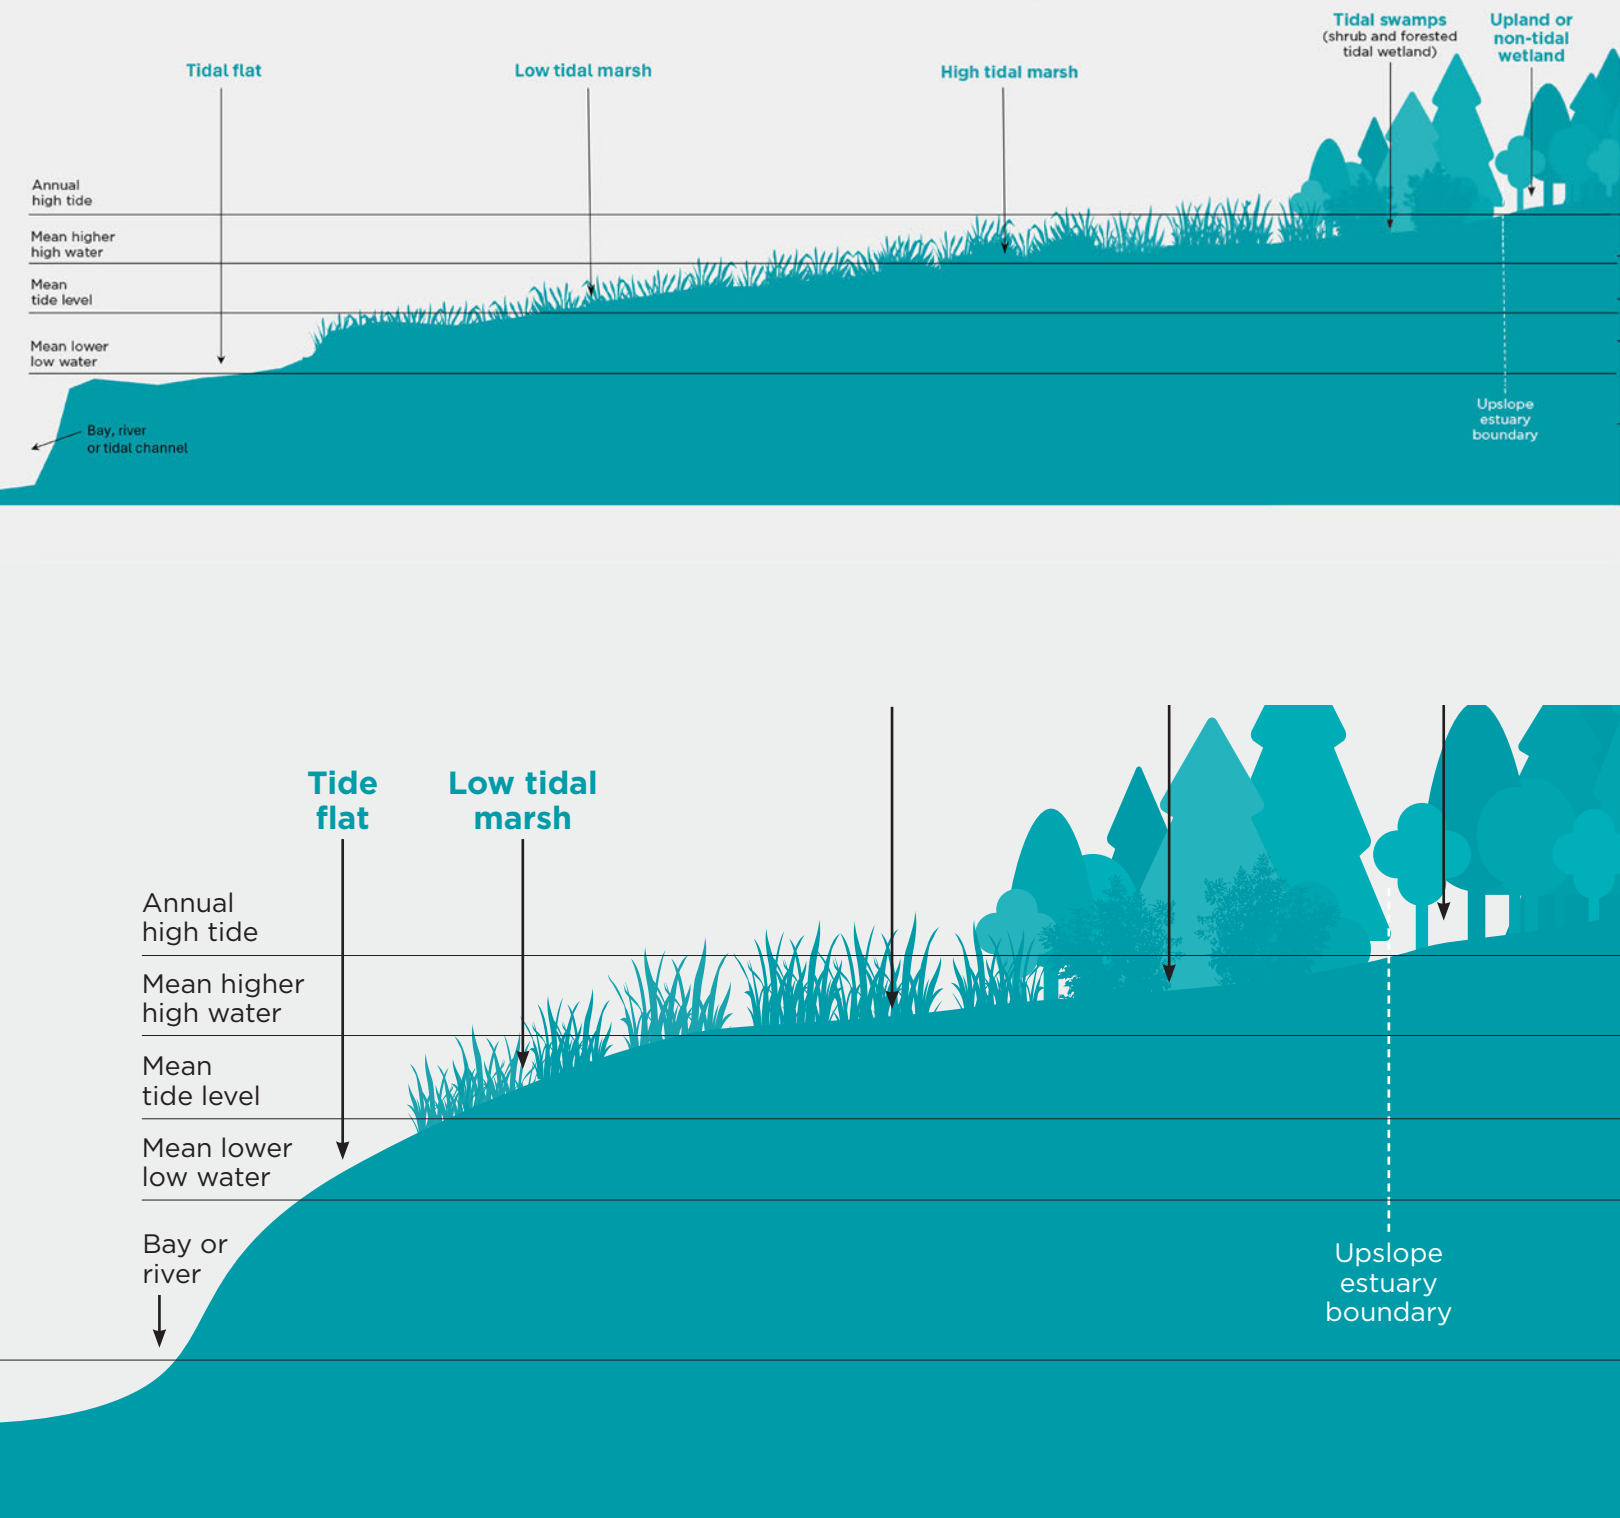 Tidal swamps
(shrub and forested
tidal wetland)
Upland or
non-tidal
wetland
Tidal flat
Low tidal marsh
High tidal marsh
Annual
high tide
Mean higher
high water
Mean
tide level
Mean lower
low water
Bay, river
or tidal channel
Upslope
estuary
boundary
Tide
flat
Low tidal
marsh
Annual
high tide
Mean higher
high water
Mean
tide level
Mean lower
low water
Bay or
river
Upslope
estuary
boundary